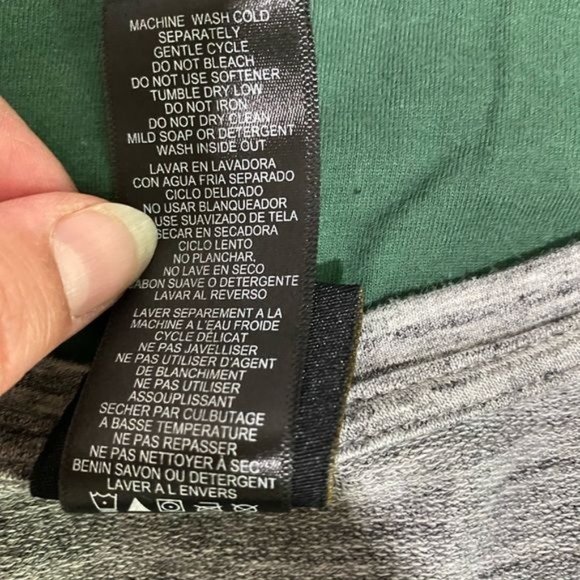 MACHINE WASH COLD
SEPARATELY
GENTLE CYCLE
DO NOT BLEACH
DO NOT USE SOFTENER
TUMBLE DRY LOW
DO NOT IRON
DO NOT DRY CLEAN
MILD SOAP OR DETERGENT
WASH INSIDE OUT
LAVAR EN LAVADORA
CON AGUA FRIA SEPARADO
CICLO DELICADO
NO USAR BLANQUEADOR
USE SUAVIZADO DE TELA
SECAR EN SECADORA
CICLO LENTO
NO PLANCHAR,
NO LAVE EN SECO
JABON SUAVE O DETERGENTE
LAVAR AL REVERSO
LAVER SEPAREMENT A LA
MACHINE A L'EAU FROIDE
CYCLE DÉLICAT
NE PAS JAVELLISER
NE PAS UTILISER D'AGENT
DE BLANCHIMENT
NE PAS UTILISER
ASSOUPLISSANT
SECHER PAR CULBUTAGE
A BASSE TEMPERATURE
NE PAS REPASSER
NE PAS NETTOYER À SEC
BENIN SAVON OU DETERGENT
LAVER A L ENVERS